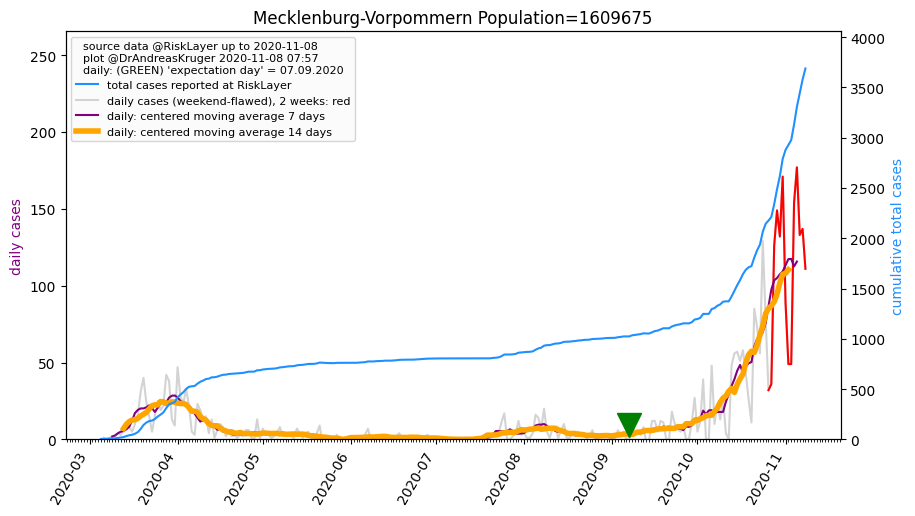 Mecklenburg-Vorpommern Population=1609675
source data @RiskLayer up to 2020-11-08
plot @DrAndreasKruger 2020-11-08 07:57
daily: (GREEN) 'expectation day' = 07.09.2020
total cases reported at RiskLayer
daily cases (weekend-flawed), 2 weeks: red
daily: centered moving average 7 days
daily: centered moving average 14 days
daily cases
250
200
150
100
50
0
cumulative total cases
4000
3500
3000
2500
2000
1500
1000
500
0
2020-03
2020-04
2020-05
2020-06
2020-07
2020-08
2020-09
2020-10
2020-11